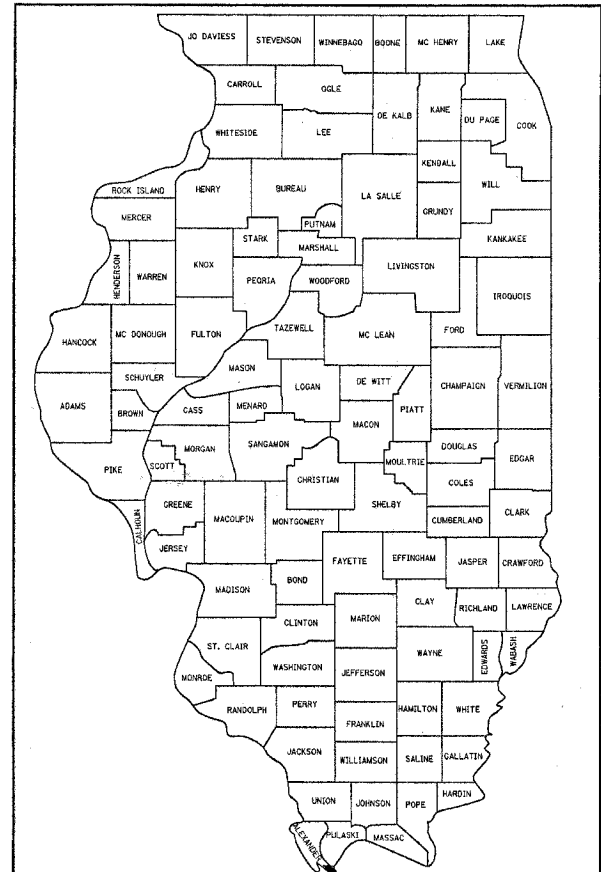 JO DAVIESS
STEVENSON
WINNEBAGO
BOONE
MC HENRY
LAKE
CARROLL
OGLE
DE KALB
KANE
DU PAGE
COOK
WHITESIDE
LEE
KENDALL
WILL
ROCK ISLAND
HENRY
BUREAU
LA SALLE
GRUNDY
MERCER
PUTNAM
STARK
MARSHALL
KANKAKEE
HENDERSON
WARREN
KNOX
PEORIA
WOODFORD
LIVINGSTON
IROQUOIS
HANCOCK
MC DONOUGH
FULTON
TAZEWELL
MC LEAN
FORD
SCHUYLER
MASON
LOGAN
DE WITT
CHAMPAIGN
VERMILION
ADAMS
BROWN
CASS
MENARD
PIATT
MACON
PIKE
SCOTT
MORGAN
SANGAMON
MOULTRIE
DOUGLAS
EDGAR
CHRISTIAN
COLES
CALHOUN
GREENE
MACOUPIN
MONTGOMERY
SHELBY
CUMBERLAND
CLARK
JERSEY
FAYETTE
EFFINGHAM
JASPER
CRAWFORD
MADISON
BOND
CLAY
RICHLAND
LAWRENCE
CLINTON
MARION
ST. CLAIR
WASHINGTON
JEFFERSON
WAYNE
EDWARDS
WABASH
MONROE
RANDOLPH
PERRY
FRANKLIN
HAMILTON
WHITE
JACKSON
WILLIAMSON
SALINE
GALLATIN
UNION
JOHNSON
POPE
HARDIN
ALEXANDER
PULASKI
MASSAC